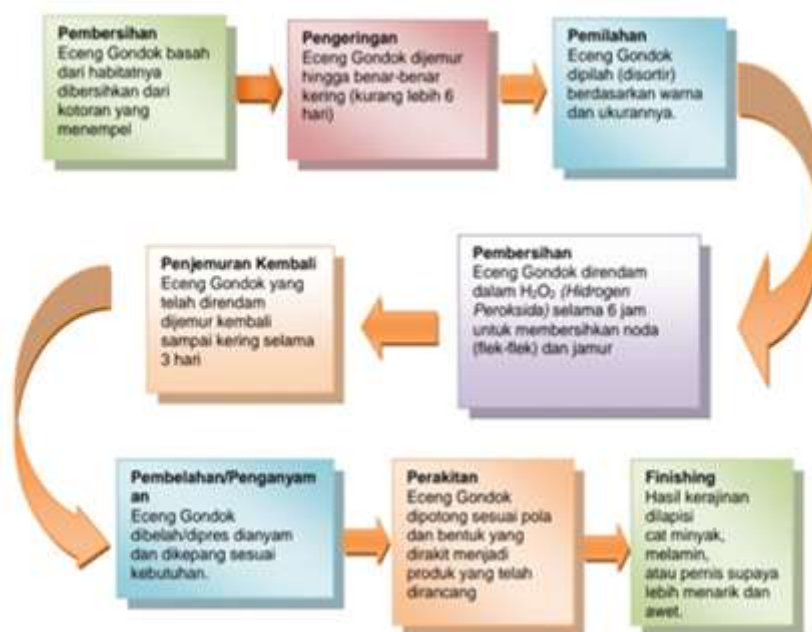 Pembersihan
Eceng Gondok basah
dari habitatnya
dibersihkan dari
kotoran yang
menempel
Pengeringan
Eceng Gondok dijemur
hingga benar-benar
kering (kurang lebih 6
hari)
Pemilahan
Eceng Gondok
dipilah (disortir)
berdasarkan warna
dan ukurannya.
Pembersihan
Eceng Gondok direndam
dalam H₂O₂ (Hidrogen
Peroksida) selama 6 jam
untuk membersihkan noda
(flek-flek) dan jamur
Penjemuran Kembali
Eceng Gondok yang
telah direndam
dijemur kembali
sampai kering selama
3 hari
Pembelahan/Penganyam
an
Eceng Gondok
dibelah/dipres dianyam
dan dikepang sesuai
kebutuhan.
Perakitan
Eceng Gondok
dipotong sesuai pola
dan bentuk yang
dirakit menjadi
produk yang telah
dirancang
Finishing
Hasil kerajinan
dilapisi
cat minyak,
melamin,
atau pernis supaya
lebih menarik dan
awet.